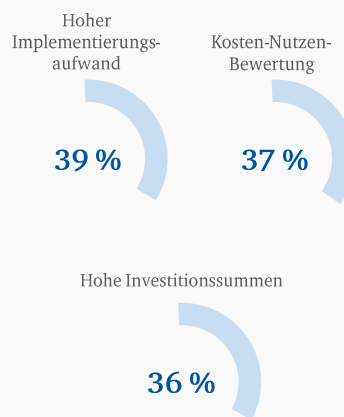 Hoher
Implementierungs-
aufwand
39 %
Kosten-Nutzen-
Bewertung
37 %
Hohe Investitionssummen
36 %